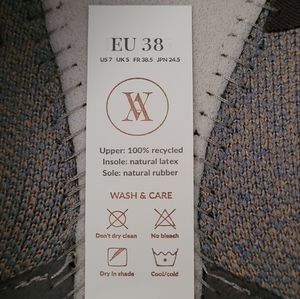 EU 38
US 7 UK 5 FR 38.5 JPN 24.5
VA
Upper: 100% recycled
Insole: natural latex
Sole: natural rubber
WASH & CARE
Don't dry clean No bleach
Dry in shade Cool/cold